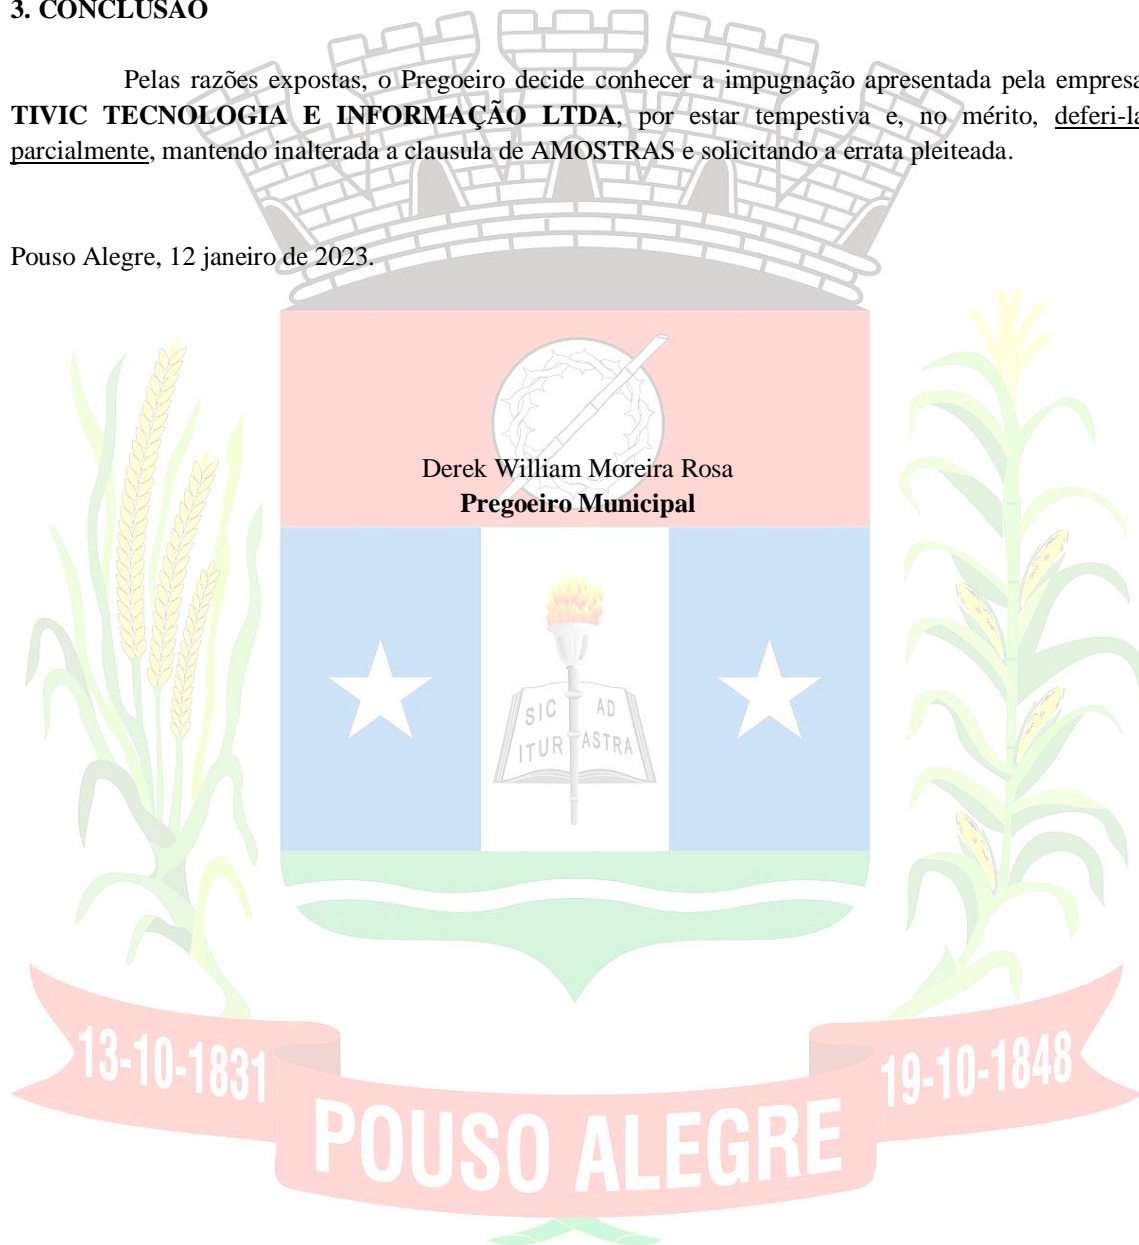 3. CONCLUSÃO
Pelas razões expostas, o Pregoeiro decide conhecer a impugnação apresentada pela empresa
TIVIC TECNOLOGIA E INFORMAÇÃO LTDA, por estar tempestiva e, no mérito, deferi-la
parcialmente, mantendo inalterada a clausula de AMOSTRAS e solicitando a errata pleiteada.
Pouso Alegre, 12 janeiro de 2023.
Derek William Moreira Rosa
Pregoeiro Municipal
SIC AD
ITUR ASTRA
13-10-1831
POUSO ALEGRE
19-10-1848